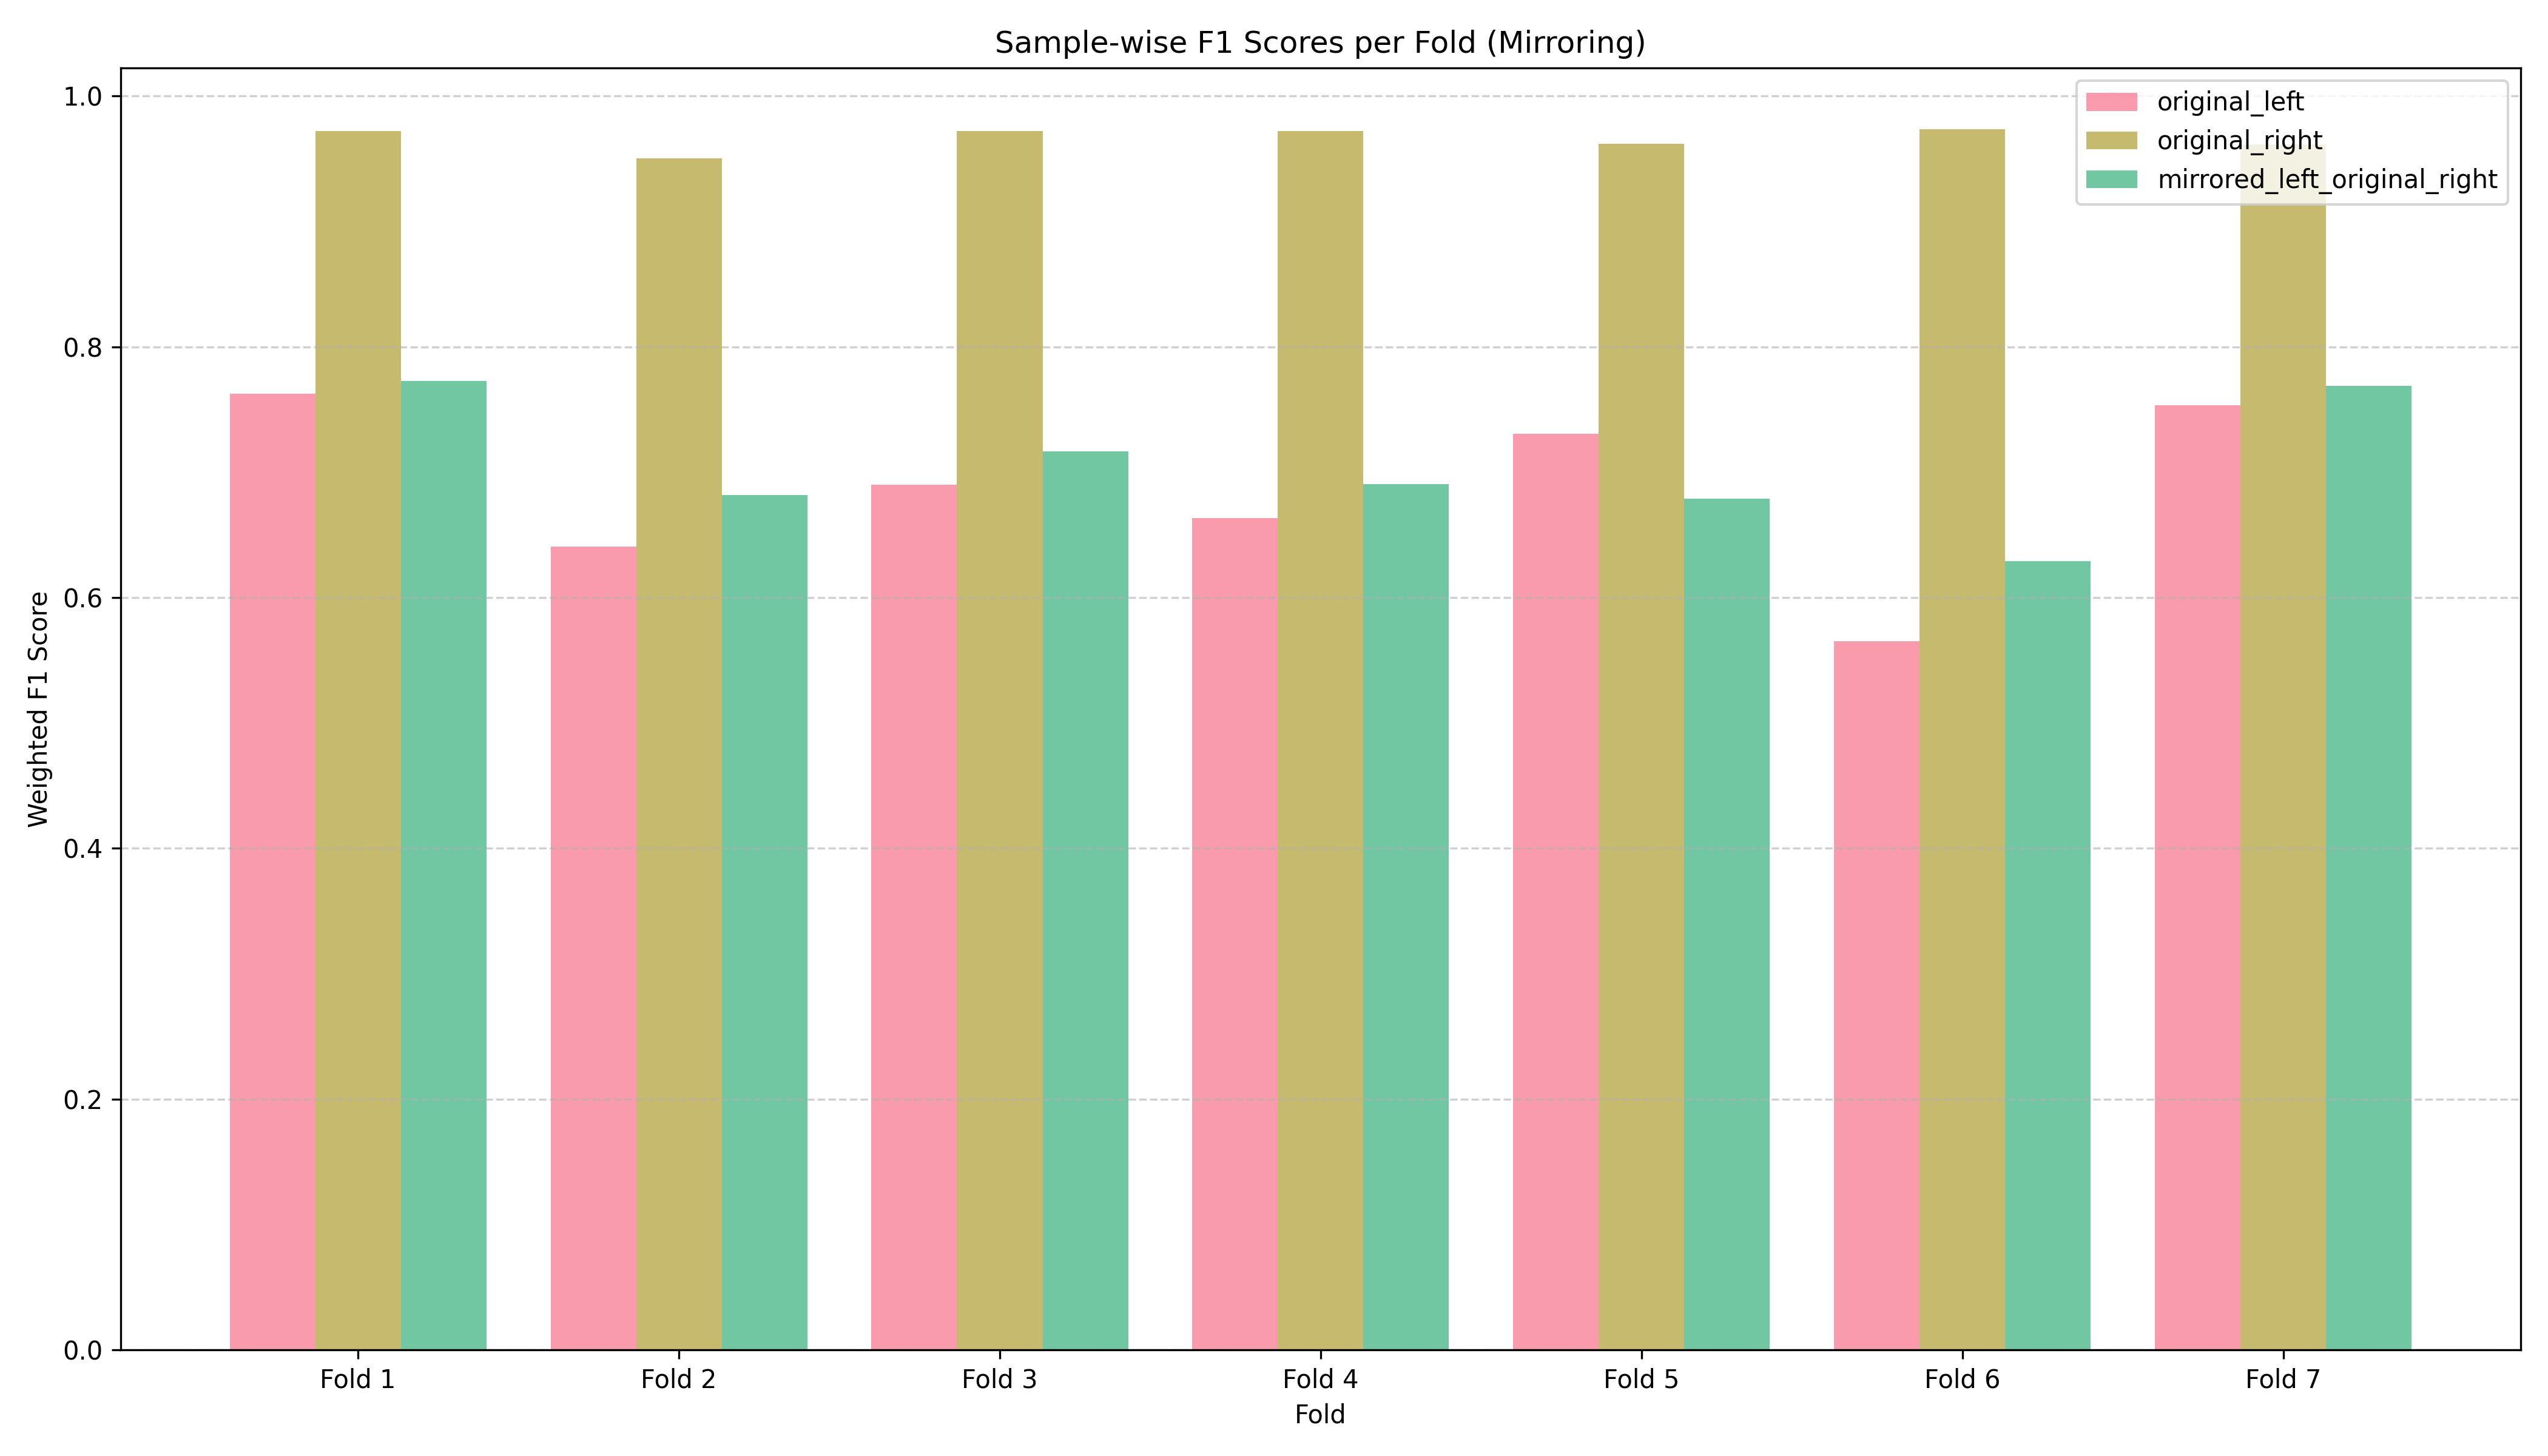 Sample-wise F1 Scores per Fold (Mirroring)
original_left
original_right
mirrored_left_original_right
Weighted F1 Score
1.0
0.8
0.6
0.4
0.2
0.0
Fold 1
Fold 2
Fold 3
Fold 4
Fold 5
Fold 6
Fold 7
Fold